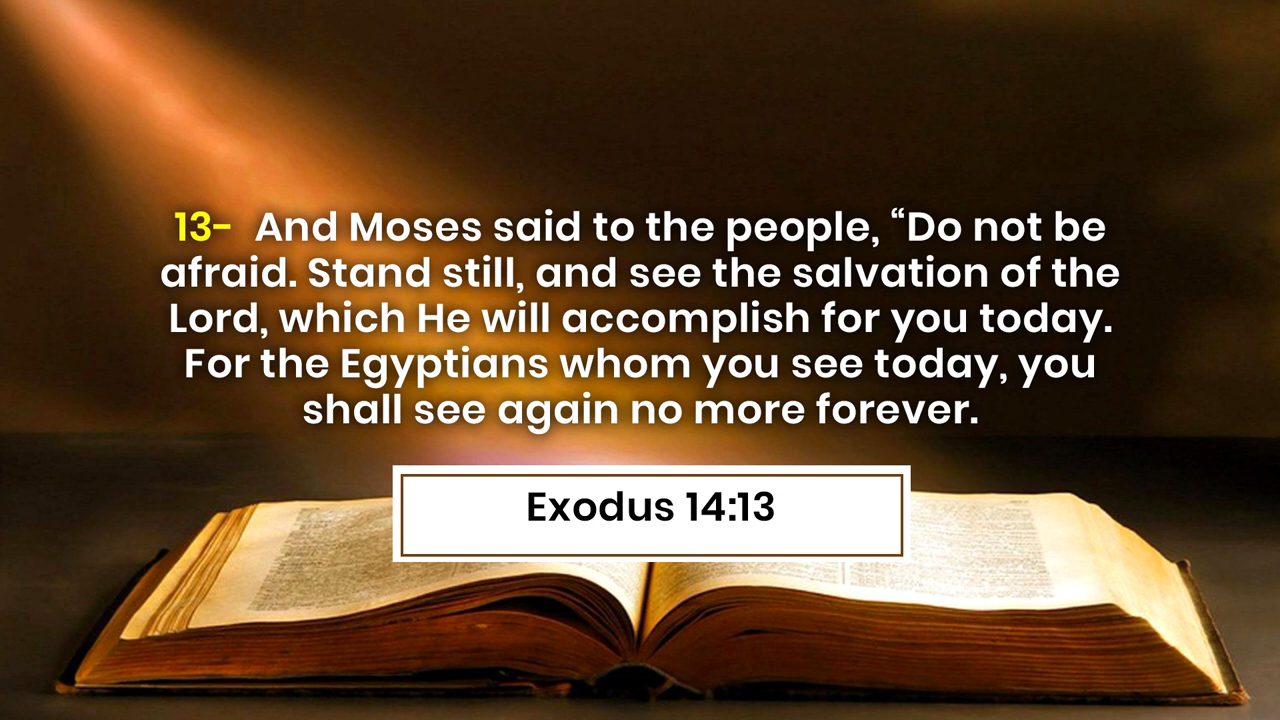 13- And Moses said to the people, “Do not be
afraid. Stand still, and see the salvation of the
Lord, which He will accomplish for you today.
For the Egyptians whom you see today, you
shall see again no more forever.
Exodus 14:13